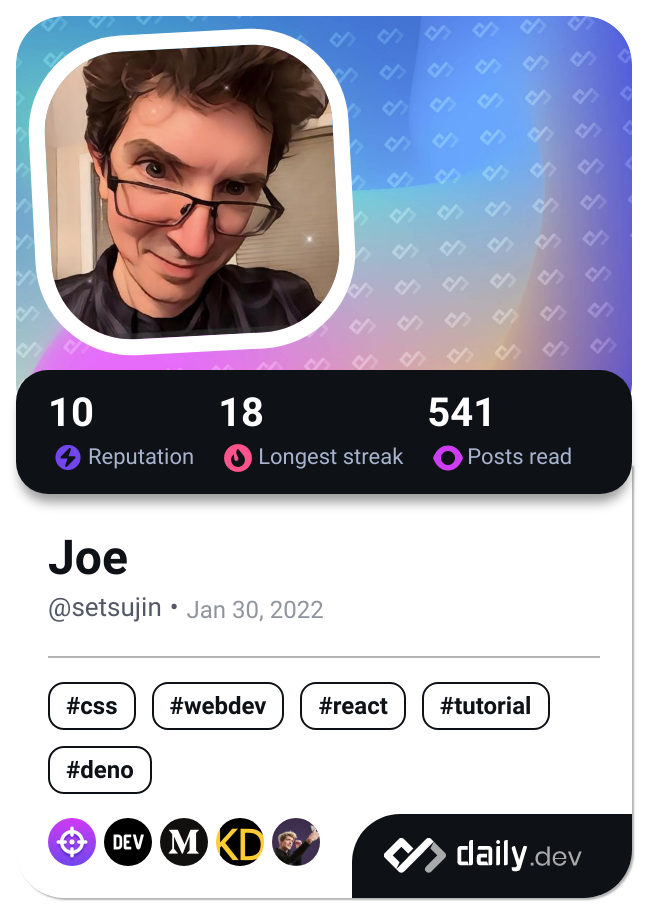 10 18 541
Reputation Longest streak Posts read
Joe
@setsujin • Jan 30, 2022
#css #webdev #react #tutorial
#deno
DEV M KD
daily.dev